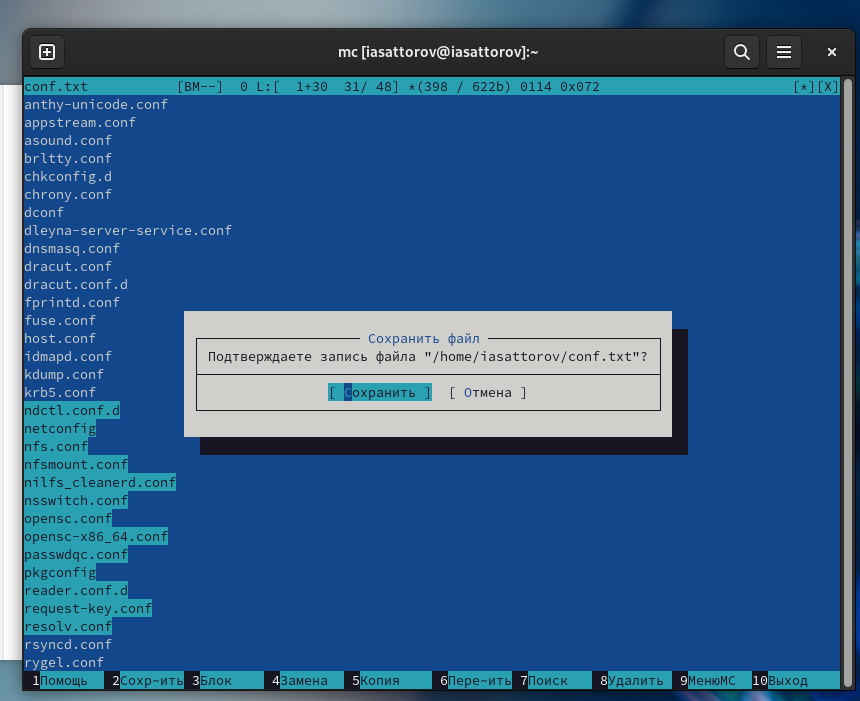 mc [iasattorov@iasattorov]:~
conf.txt [BM--] 0 L:[ 1+30 31/ 48] *(398 / 622b) 0114 0x072 [*][X]
anthy-unicode.conf
appstream.conf
asound.conf
brltty.conf
chkconfig.d
chrony.conf
dconf
dleyna-server-service.conf
dnsmasq.conf
dracut.conf
dracut.conf.d
fprintd.conf
fuse.conf
host.conf
idmapd.conf
kdump.conf
krb5.conf
ndctl.conf.d
netconfig
nfs.conf
nfsmount.conf
nilfs_cleanerd.conf
nsswitch.conf
opensc.conf
opensc-x86_64.conf
passwdqc.conf
pkgconfig
reader.conf.d
request-key.conf
resolv.conf
rsyncd.conf
rygel.conf
Сохранить файл
Подтверждаете запись файла "/home/iasattorov/conf.txt"?
[ Сохранить ] [ Отмена ]
1Помощь 2Сохр~ить 3Блок 4Замена 5Копия 6Пере~ить 7Поиск 8Удалить 9МенюMC 10Выход